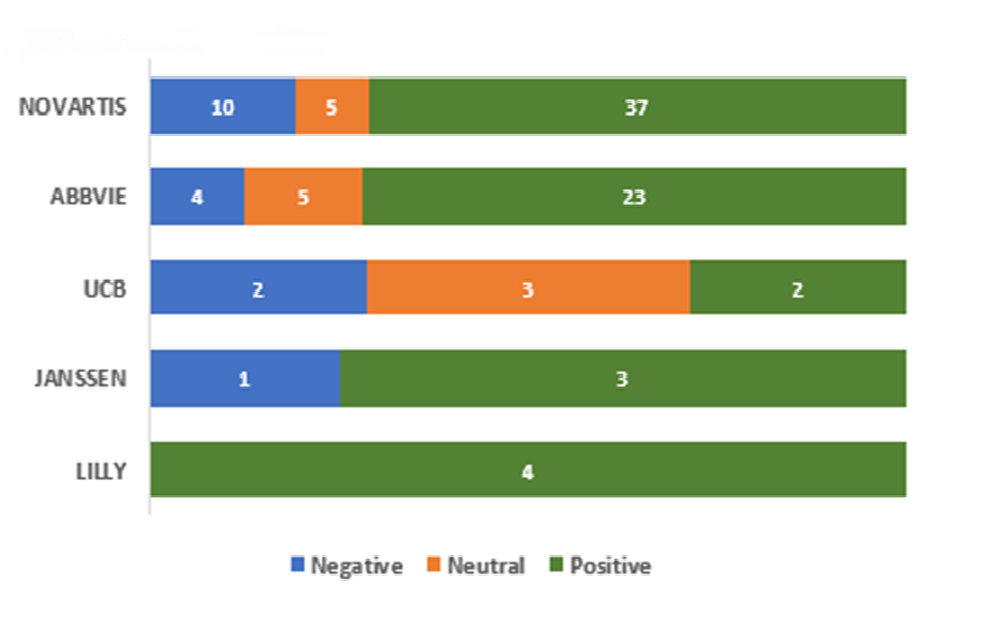 NOVARTIS 10 5 37
ABBVIE 4 5 23
UCB 2 3 2
JANSSEN 1 3
LILLY 4
Negative Neutral Positive